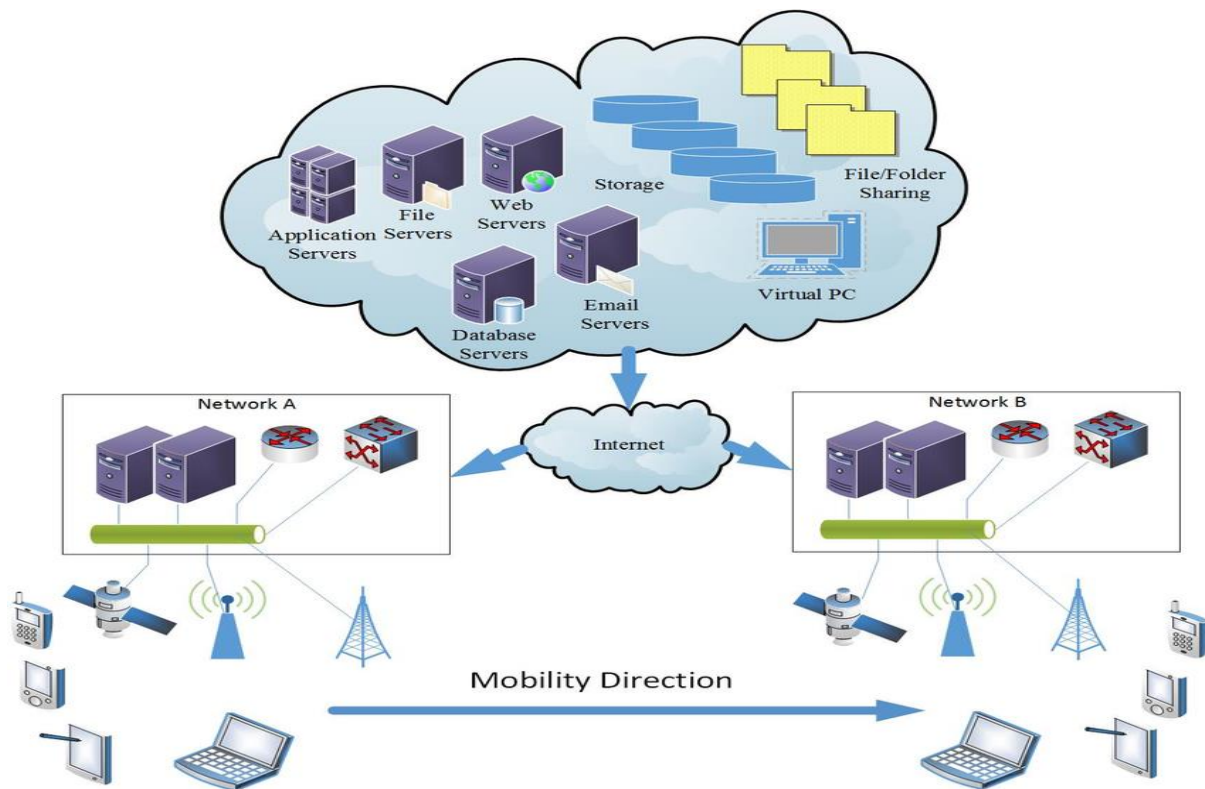 File/Folder
Sharing
Storage
Web
Servers
File
Servers
Application
Servers
Virtual PC
Email
Servers
Database
Servers
Network A
Internet
Network B
Mobility Direction